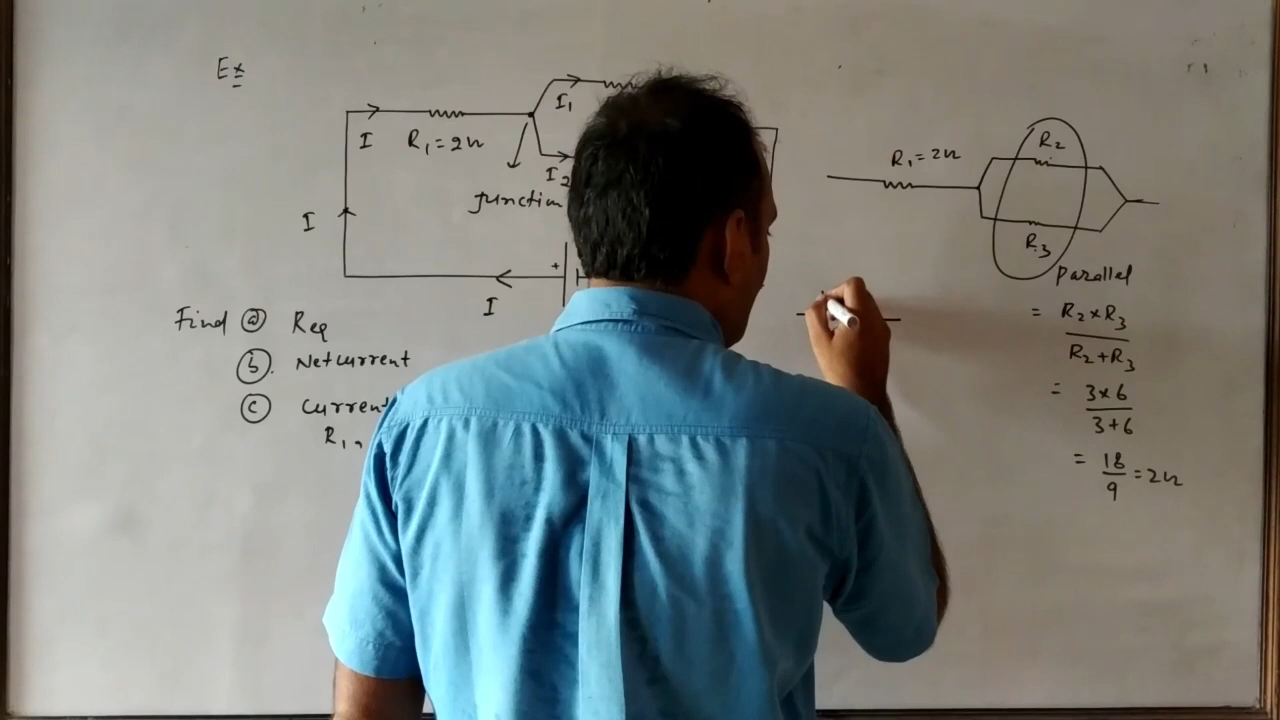 Ex
I
R₁=2Ω
I₁
I₂
junction
I
+
I
Find ⓐ Req
ⓑ. Net current
ⓒ Current
R₁,
R₁=2Ω
R₂
R₃
Parallel
= R₂×R₃
R₂+R₃
= 3×6
3+6
= 18
9
=2Ω